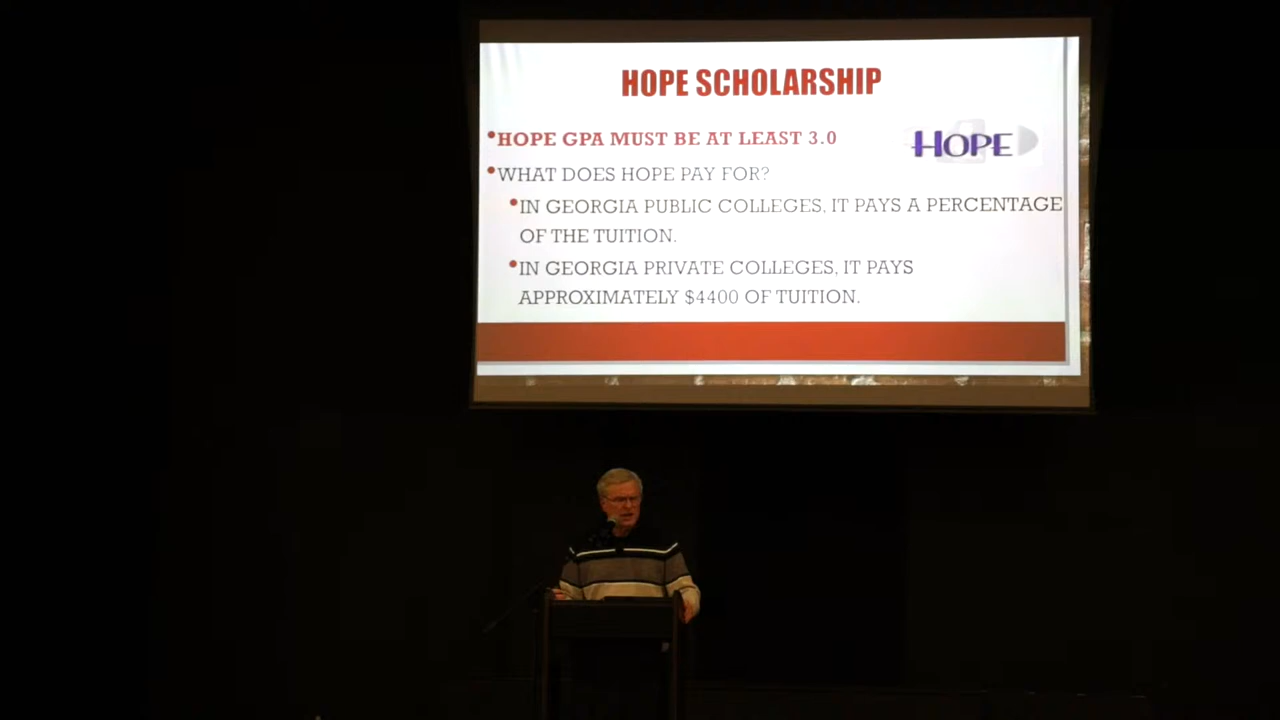 HOPE SCHOLARSHIP
•HOPE GPA MUST BE AT LEAST 3.0
HOPE
•WHAT DOES HOPE PAY FOR?
•IN GEORGIA PUBLIC COLLEGES, IT PAYS A PERCENTAGE
OF THE TUITION.
•IN GEORGIA PRIVATE COLLEGES, IT PAYS
APPROXIMATELY $4400 OF TUITION.